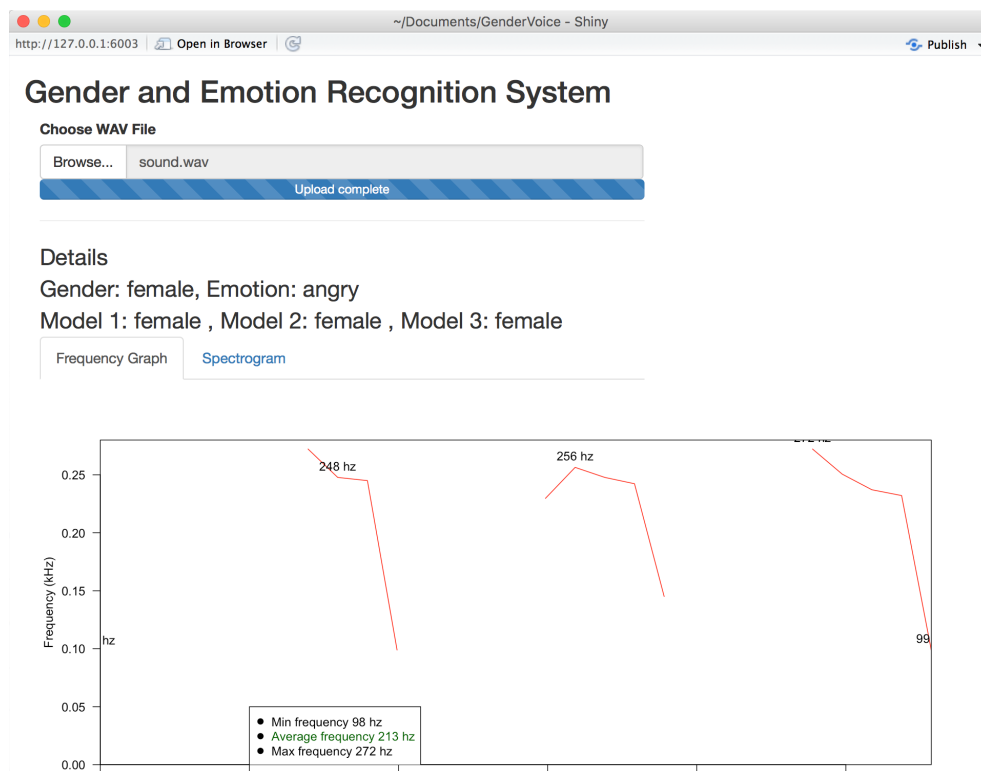 ~/Documents/GenderVoice - Shiny
http://127.0.0.1:6003 Open in Browser Publish
Gender and Emotion Recognition System
Choose WAV File
Browse... sound.wav
Upload complete
Details
Gender: female, Emotion: angry
Model 1: female , Model 2: female , Model 3: female
Frequency Graph Spectrogram
248 hz
256 hz
hz
99
Frequency (kHz)
0.25
0.20
0.15
0.10
0.05
0.00
Min frequency 98 hz
Average frequency 213 hz
Max frequency 272 hz